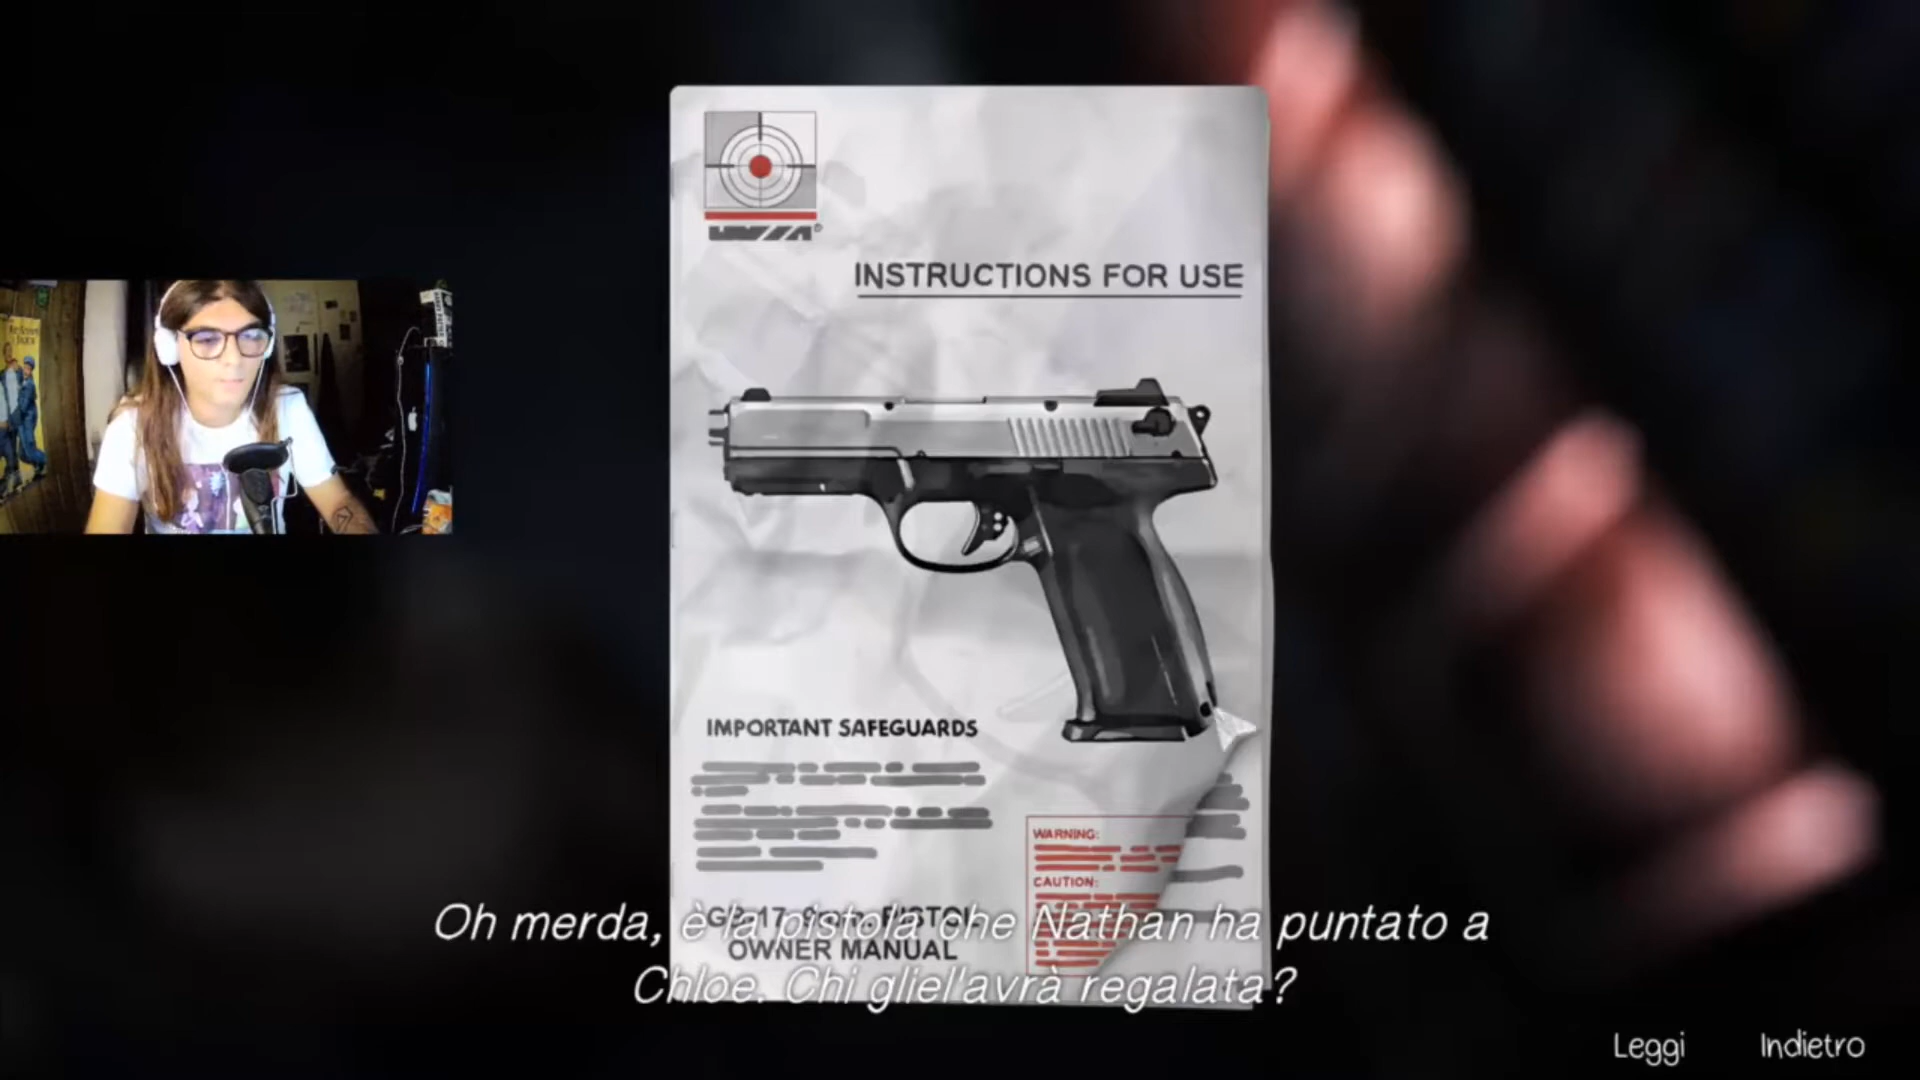 INSTRUCTIONS FOR USE
IMPORTANT SAFEGUARDS
WARNING:
CAUTION:
PISTOL
OWNER MANUAL
Oh merda, è la pistola che Nathan ha puntato a
Chloe. Chi gliel'avrà regalata?
Leggi Indietro